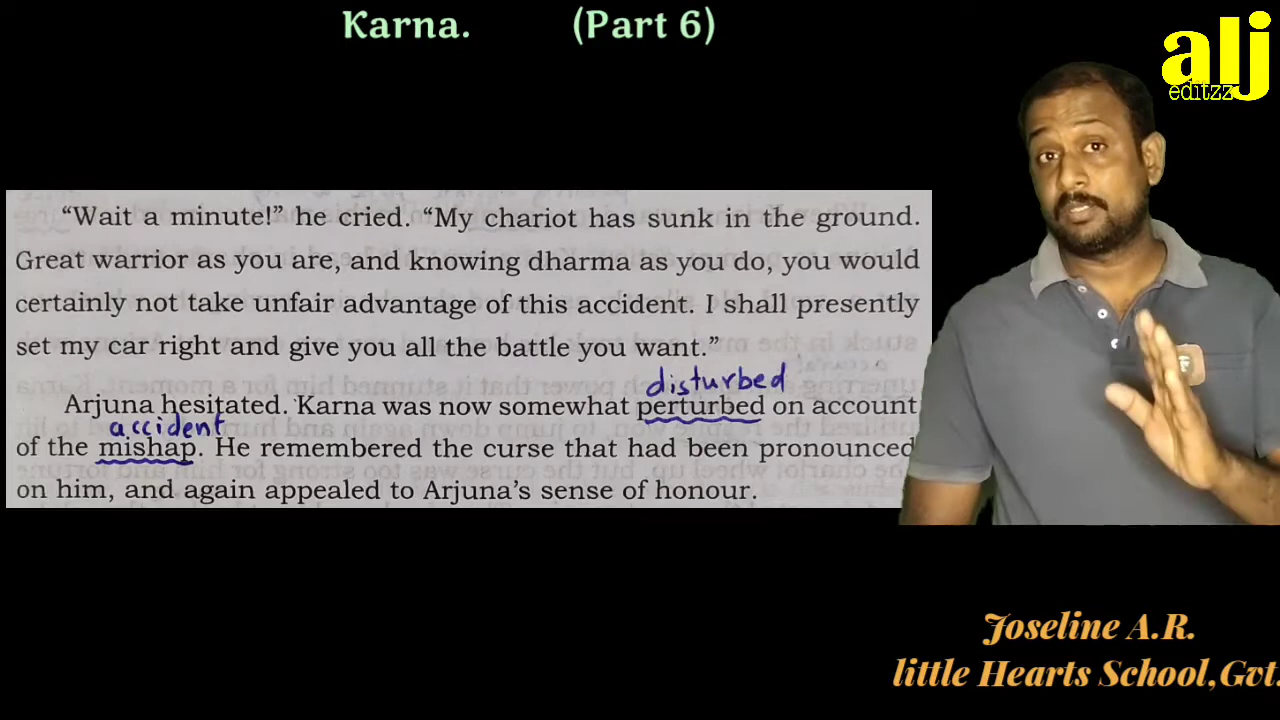 Karna. (Part 6)
alj
editzz
“Wait a minute!” he cried. “My chariot has sunk in the ground.
Great warrior as you are, and knowing dharma as you do, you would
certainly not take unfair advantage of this accident. I shall presently
set my car right and give you all the battle you want.”
disturbed
Arjuna hesitated. Karna was now somewhat perturbed on account
accident
of the mishap. He remembered the curse that had been pronounced
on him, and again appealed to Arjuna’s sense of honour.
Joseline A.R.
little Hearts School,Gvt.